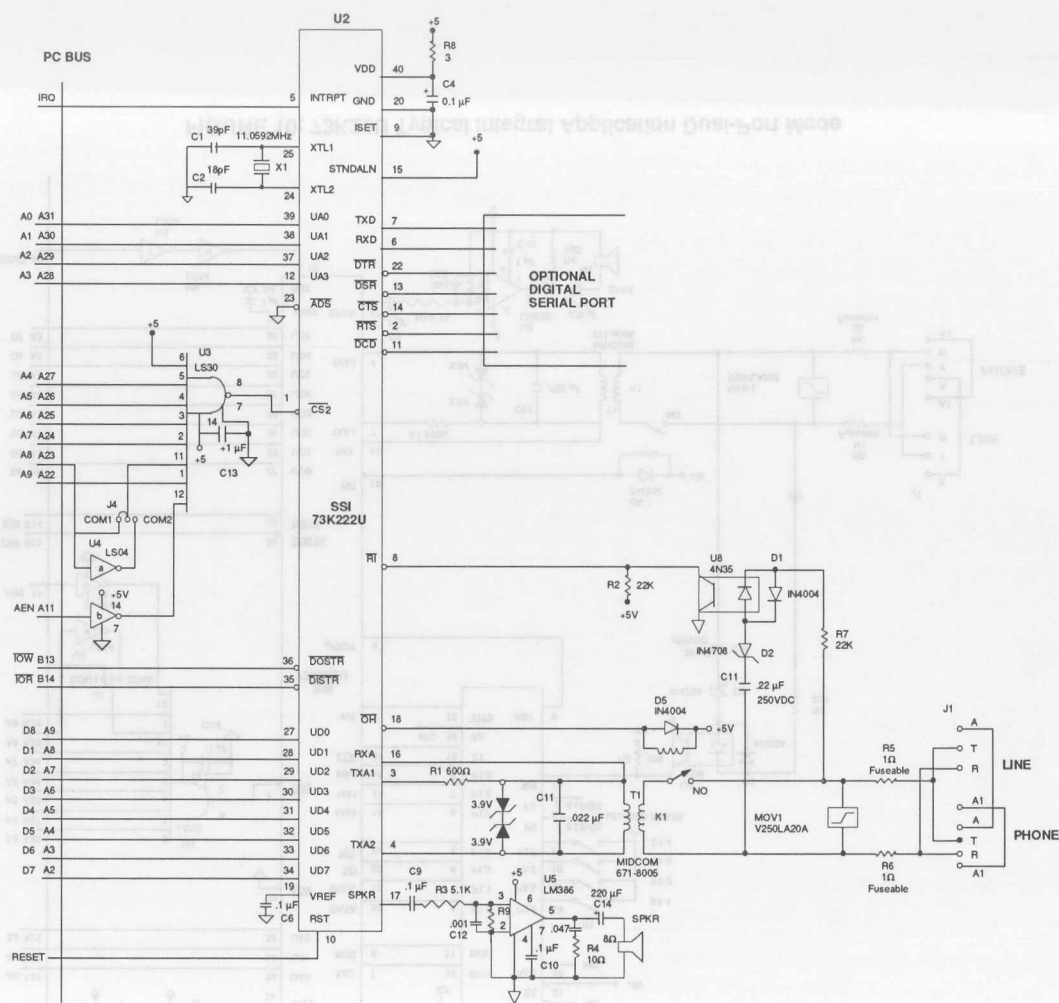 U2
PC BUS
+5
R8
3
VDD
40
C4
+
0.1 µF
GND
20
ISET
9
+5
STNDALN
15
IRQ
5
INTRPT
39pF
11.0592MHz
C1
25
XTL1
X1
18pF
C2
24
XTL2
A0 A31
39
UA0
A1 A30
38
UA1
A2 A29
37
UA2
A3 A28
12
UA3
23
ADS
TXD
7
RXD
6
DTR
22
DSR
13
CTS
14
RTS
2
DCD
11
OPTIONAL
DIGITAL
SERIAL PORT
+5
U3
LS30
6
5
4
3
2
11
1
12
8
7
14
+5
+1 µF
C13
1
CS2
A4 A27
A5 A26
A6 A25
A7 A24
A8 A23
A9 A22
J4
COM1
COM2
U4
LS04
a
+5V
AEN A11
b
14
7
SSI
73K222U
RI
8
R2
22K
+5V
U8
4N35
D1
IN4004
IN4708
D2
R7
22K
C11
.22 µF
250VDC
IOW B13
36
DOSTR
IOR B14
35
DISTR
OH
18
D5
IN4004
+5V
RXA
16
TXA1
3
R1 600Ω
3.9V
3.9V
C11
.022 µF
T1
K1
NO
TXA2
4
MIDCOM
671-8005
MOV1
V250LA20A
R5
1Ω
Fuseable
R6
1Ω
Fuseable
J1
A
T
R
LINE
A1
A
T
R
A1
PHONE
D8 A9
27
UD0
D1 A8
28
UD1
D2 A7
29
UD2
D3 A6
30
UD3
D4 A5
31
UD4
D5 A4
32
UD5
D6 A3
33
UD6
D7 A2
34
UD7
19
VREF
.1 µF
C6
RST
10
RESET
SPKR
17
C9
.1 µF
R3 5.1K
.001
C12
R9
+5
U5
LM386
3
2
6
5
4
7
.1 µF
C10
220 µF
C14
+
.047
R4
10Ω
SPKR
8Ω